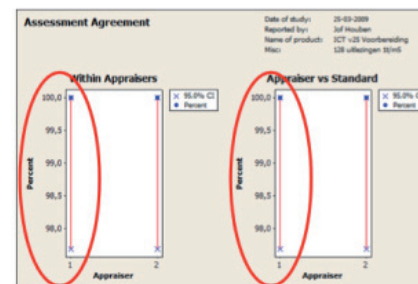 Assessment Agreement
Date of study: 25-03-2009
Reported by: Jof Houben
Name of product: ICT v25 Voorbereiding
Misc: 128 uitlezingen
Within Appraisers
100,0
99,5
99,0
98,5
98,0
Percent
1 2
Appraiser
95.0% CI
Percent
Appraiser vs Standard
100,0
99,5
99,0
98,5
98,0
Percent
1 2
Appraiser
95.0% C
Percent